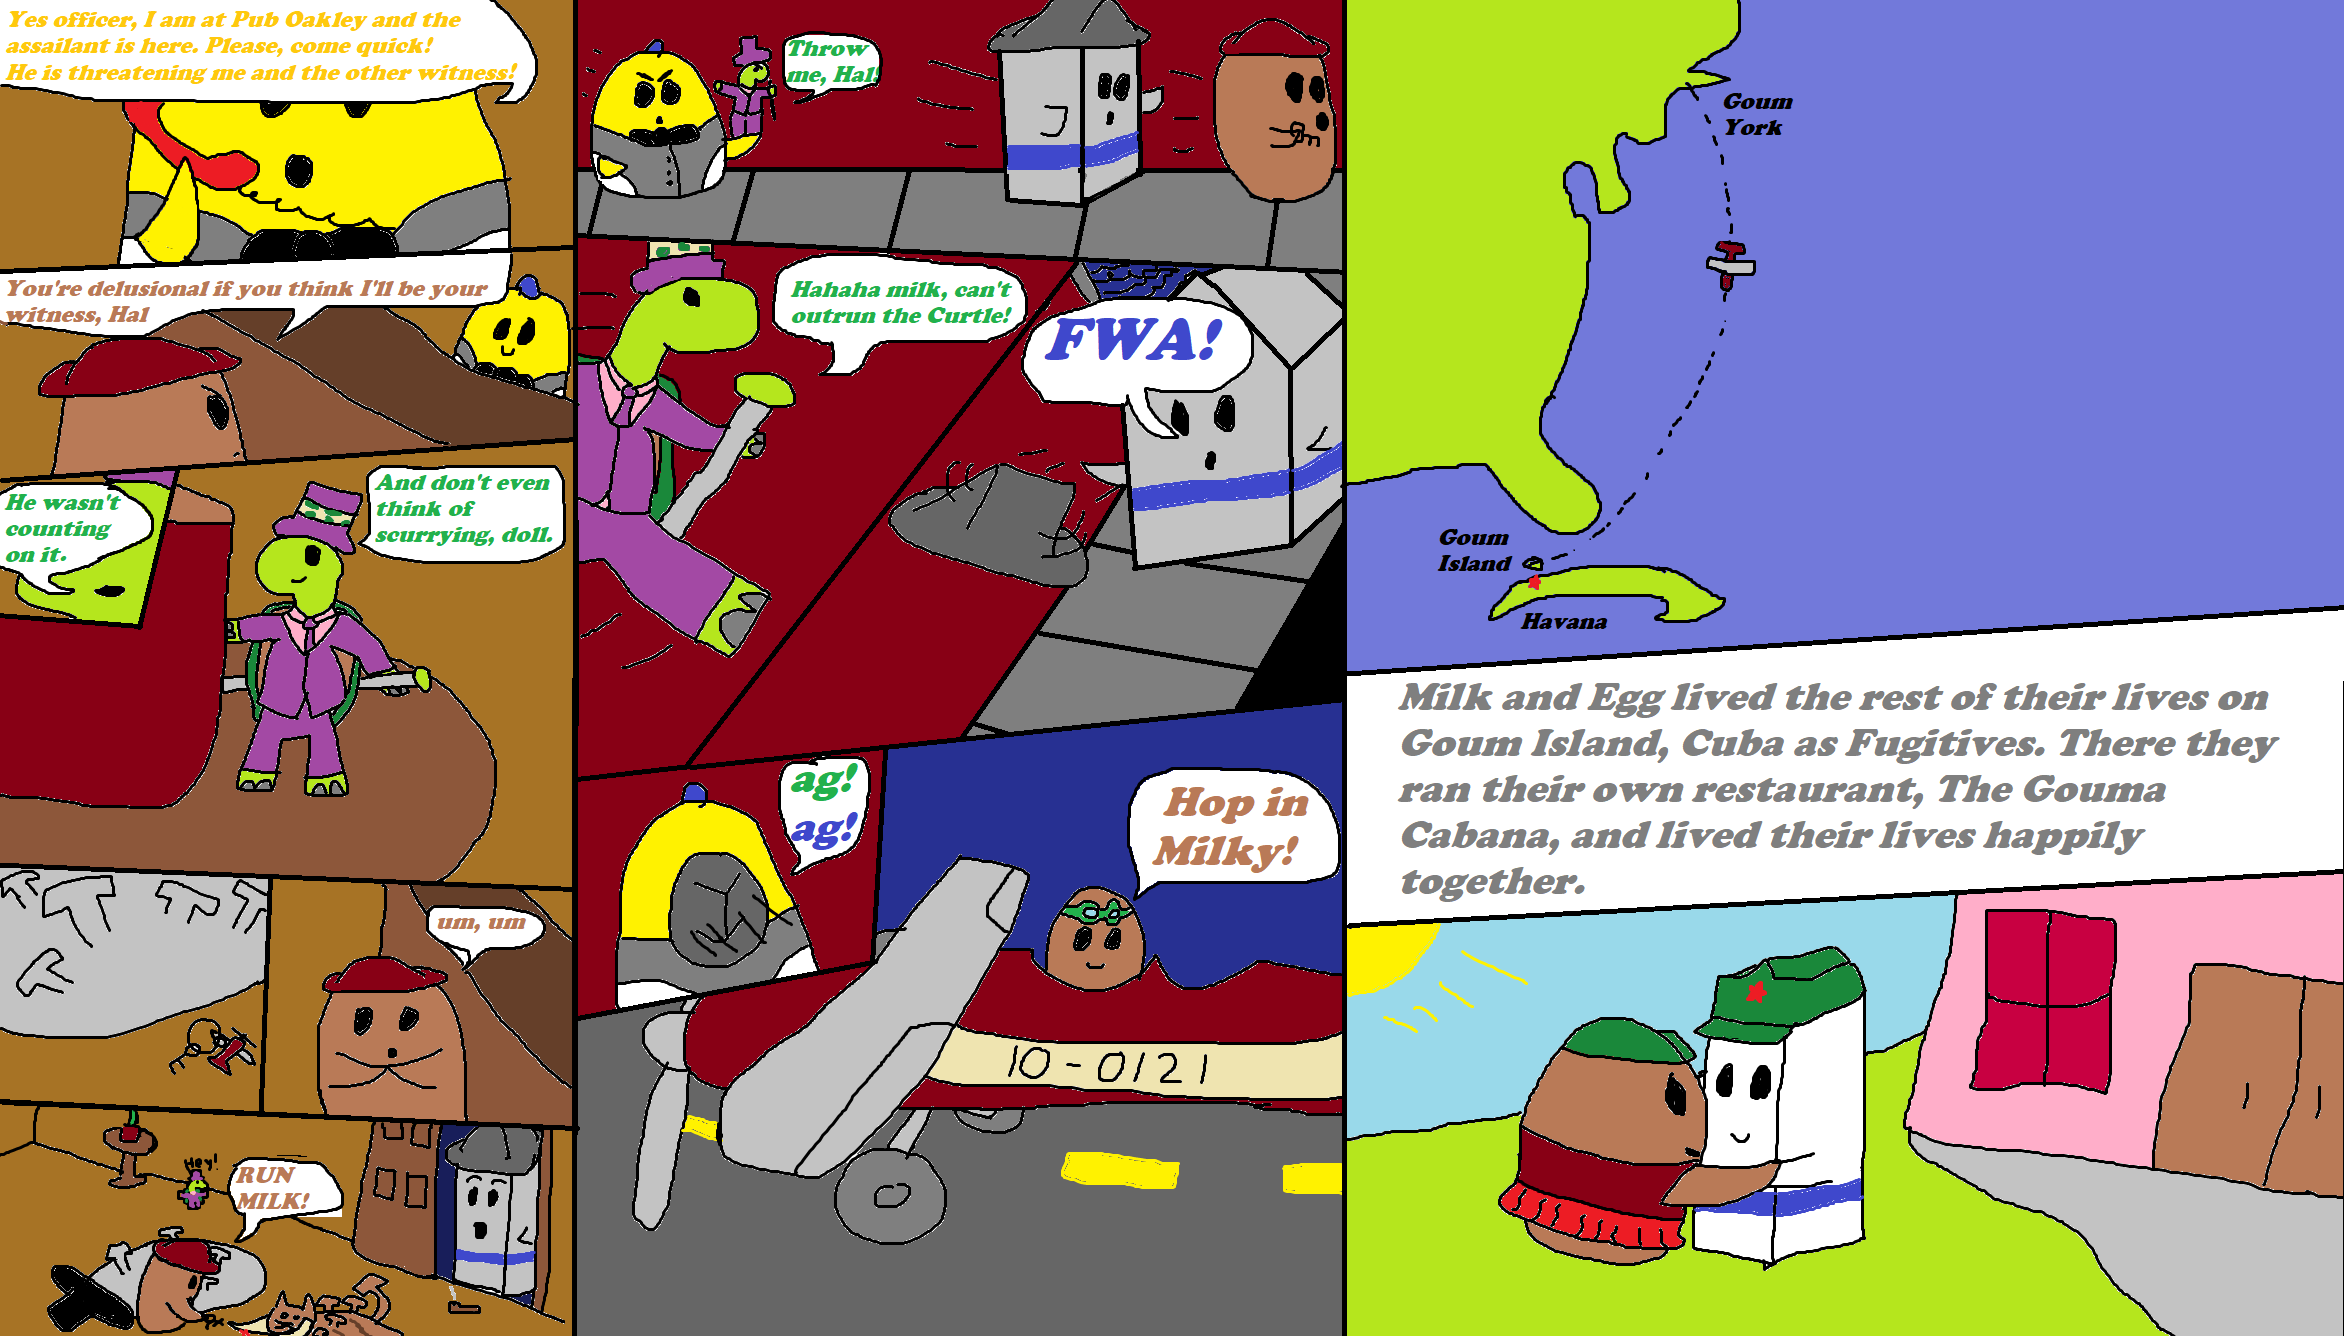 Yes officer, I am at Pub Oakley and the
assailant is here. Please, come quick!
He is threatening me and the other witness!
You're delusional if you think I'll be your
witness, Hal
He wasn't
counting
on it.
And don't even
think of
scurrying, doll.
um, um
Hey!
RUN
MILK!
Throw
me, Hal!
Hahaha milk, can't
outrun the Curtle!
FWA!
ag!
ag!
Hop in
Milky!
10-0121
Goum
York
Goum
Island
Havana
Milk and Egg lived the rest of their lives on
Goum Island, Cuba as Fugitives. There they
ran their own restaurant, The Gouma
Cabana, and lived their lives happily
together.